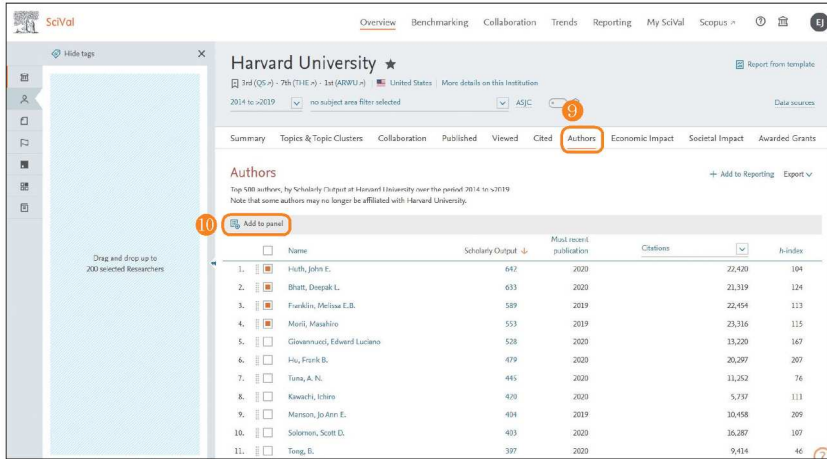 SciVal
Overview Benchmarking Collaboration Trends Reporting My SciVal Scopus ↗ EJ
Hide tags
Drag and drop up to
200 selected Researchers
Harvard University ★
Report from template
3rd (QS ↗) - 7th (THE ↗) - 1st (ARWU ↗) United States More details on this Institution
2014 to >2019 no subject area filter selected ASJC Data sources
9
Summary Topics & Topic Clusters Collaboration Published Viewed Cited Authors Economic Impact Societal Impact Awarded Grants
Authors
+ Add to Reporting Export
Top 500 authors, by Scholarly Output at Harvard University over the period 2014 to >2019
Note that some authors may no longer be affiliated with Harvard University.
10 Add to panel
Name Scholarly Output Most recent publication Citations h-index
1. Huth, John E. 642 2020 22,420 104
2. Bhatt, Deepak L. 633 2020 21,319 124
3. Franklin, Melissa E.B. 589 2019 22,454 113
4. Morii, Masahiro 553 2019 23,316 115
5. Giovannucci, Edward Luciano 528 2020 13,220 167
6. Hu, Frank B. 479 2020 20,297 207
7. Tuna, A. N. 445 2020 11,252 76
8. Kawachi, Ichiro 420 2020 5,737 111
9. Manson, Jo Ann E. 404 2019 10,458 209
10. Solomon, Scott D. 403 2020 16,287 107
11. Tong, B. 397 2020 9,414 46